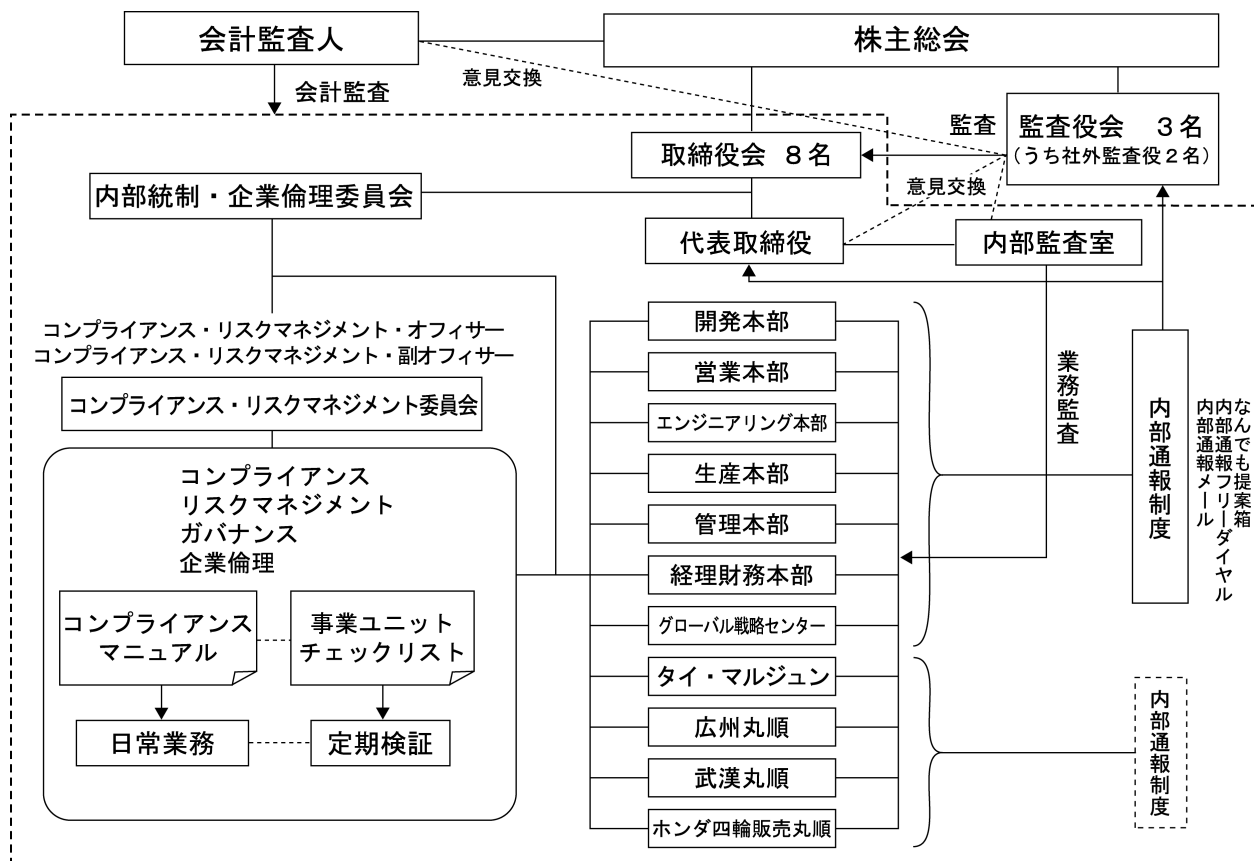 会計監査人
株主総会
意見交換
会計監査
監査
監査役会 3名
(うち社外監査役2名)
取締役会 8名
意見交換
内部統制・企業倫理委員会
代表取締役
内部監査室
コンプライアンス・リスクマネジメント・オフィサー
コンプライアンス・リスクマネジメント・副オフィサー
コンプライアンス・リスクマネジメント委員会
コンプライアンス
リスクマネジメント
ガバナンス
企業倫理
コンプライアンス
マニュアル
事業ユニット
チェックリスト
日常業務
定期検証
開発本部
営業本部
エンジニアリング本部
生産本部
管理本部
経理財務本部
グローバル戦略センター
タイ・マルジュン
広州丸順
武漢丸順
ホンダ四輪販売丸順
業務監査
内部通報制度
なんでも提案箱
内部通報フリーダイヤル
内部通報メール
内部通報制度